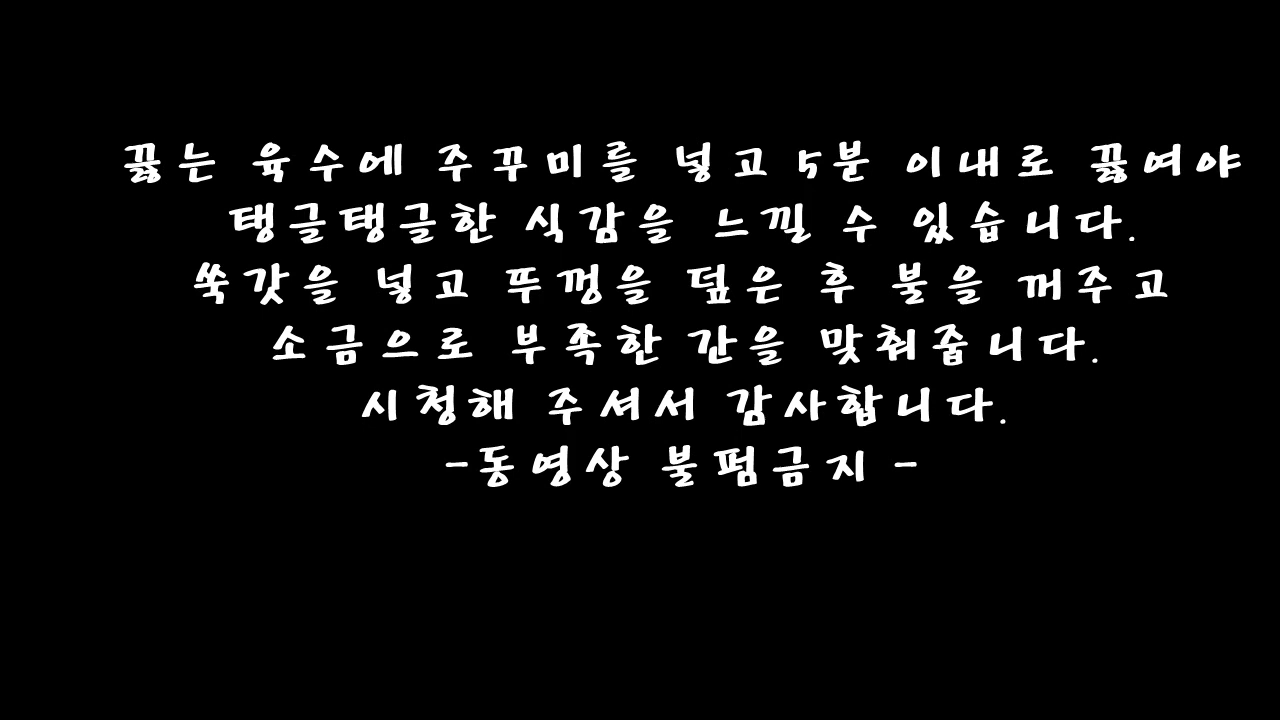 끓는 육수에 주꾸미를 넣고 5분 이내로 끓여야
탱글탱글한 식감을 느낄 수 있습니다.
쑥갓을 넣고 뚜껑을 덮은 후 불을 꺼주고
소금으로 부족한 간을 맞춰줍니다.
시청해 주셔서 감사합니다.
-동영상 불펌금지 -